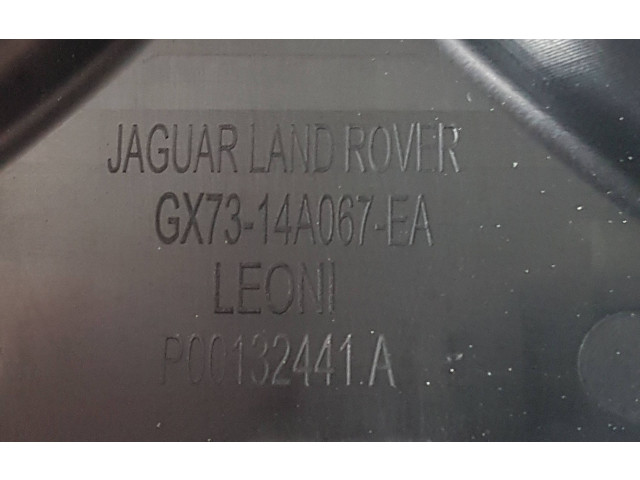 JAGUAR LAND ROVER
GX73-14A067-EA
LEONI
P00132441.A